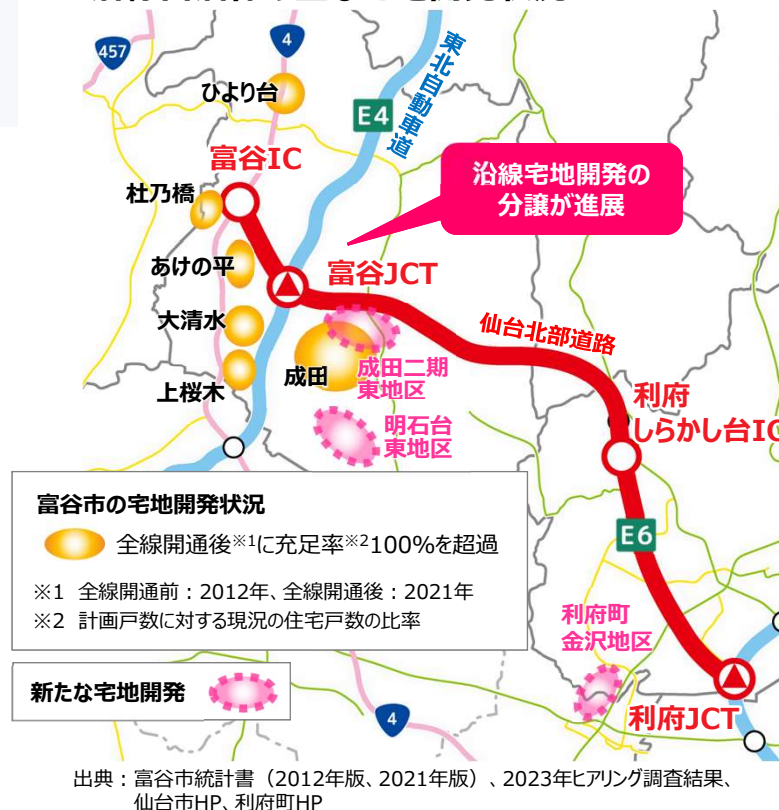 457
4
ひより台
東北自動車道
E4
富谷IC
沿線宅地開発の
分譲が進展
杜乃橋
あけの平
富谷JCT
大清水
仙台北部道路
上桜木
成田
成田二期
東地区
利府
しらかし台IC
明石台
東地区
富谷市の宅地開発状況
全線開通後※1に充足率※2100%を超過
※1 全線開通前：2012年、全線開通後：2021年
※2 計画戸数に対する現況の住宅戸数の比率
E6
利府町
金沢地区
新たな宅地開発
4
利府JCT
出典：富谷市統計書（2012年版、2021年版）、2023年ヒアリング調査結果、
仙台市HP、利府町HP